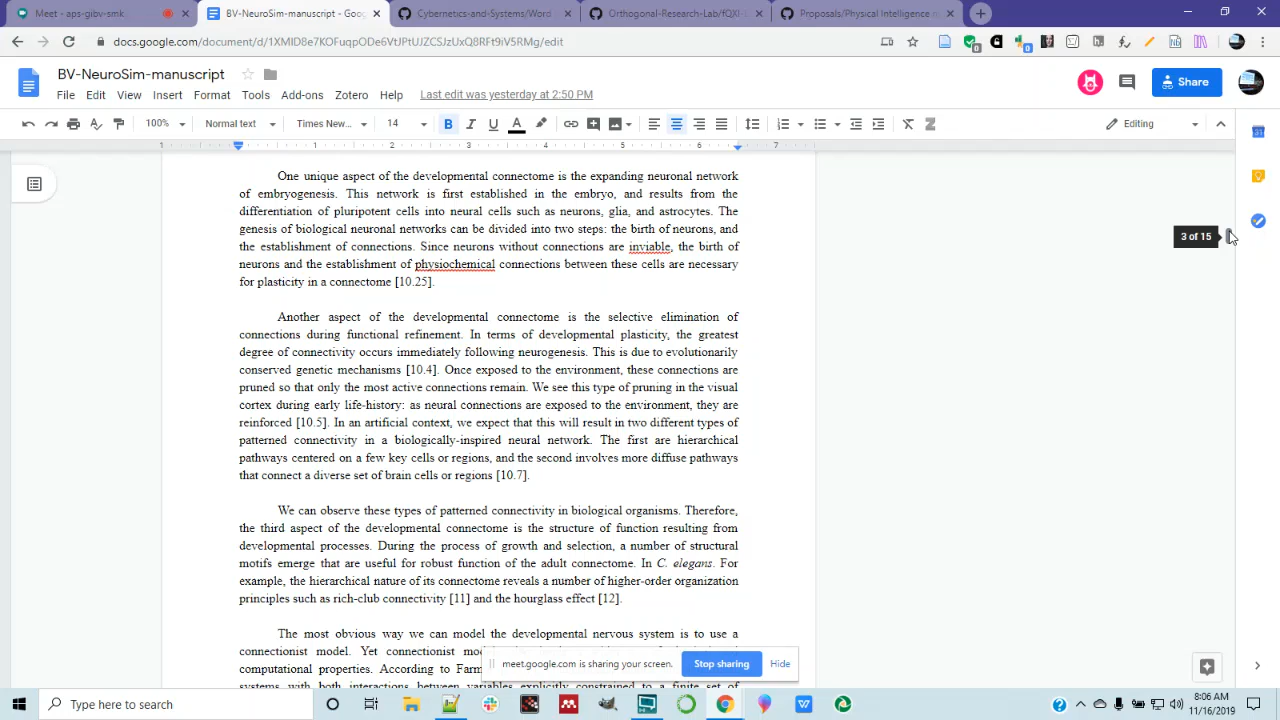 Meet - aps-gibv-smk
BV-NeuroSim-manuscript - Goo
Cybernetics-and-Systems/Word
Orthogonal-Research-Lab/fQXI-
Proposals/Physical Intelligence n
docs.google.com/document/d/1XMID8e7KOFuqpODe6VtJPtUJZCSJzUxQ8RFt9iV5RMg/edit
BV-NeuroSim-manuscript
Share
File Edit View Insert Format Tools Add-ons Zotero Help Last edit was yesterday at 2:50 PM
100% Normal text Times New... 14 B I U A Editing
1 1 2 3 4 5 6 7
One unique aspect of the developmental connectome is the expanding neuronal network
of embryogenesis. This network is first established in the embryo, and results from the
differentiation of pluripotent cells into neural cells such as neurons, glia, and astrocytes. The
genesis of biological neuronal networks can be divided into two steps: the birth of neurons, and
the establishment of connections. Since neurons without connections are inviable, the birth of
3 of 15
neurons and the establishment of physiochemical connections between these cells are necessary
for plasticity in a connectome [10.25].
Another aspect of the developmental connectome is the selective elimination of
connections during functional refinement. In terms of developmental plasticity, the greatest
degree of connectivity occurs immediately following neurogenesis. This is due to evolutionarily
conserved genetic mechanisms [10.4]. Once exposed to the environment, these connections are
pruned so that only the most active connections remain. We see this type of pruning in the visual
cortex during early life-history: as neural connections are exposed to the environment, they are
reinforced [10.5]. In an artificial context, we expect that this will result in two different types of
patterned connectivity in a biologically-inspired neural network. The first are hierarchical
pathways centered on a few key cells or regions, and the second involves more diffuse pathways
that connect a diverse set of brain cells or regions [10.7].
We can observe these types of patterned connectivity in biological organisms. Therefore,
the third aspect of the developmental connectome is the structure of function resulting from
developmental processes. During the process of growth and selection, a number of structural
motifs emerge that are useful for robust function of the adult connectome. In C. elegans. For
example, the hierarchical nature of its connectome reveals a number of higher-order organization
principles such as rich-club connectivity [11] and the hourglass effect [12].
The most obvious way we can model the developmental nervous system is to use a
connectionist model. Yet connectionist
computational properties. According to Farm
meet.google.com is sharing your screen. Stop sharing Hide
systems with both interactions between variables explicitly constrained to a finite set of
Type here to search
8:06 AM
11/16/2019